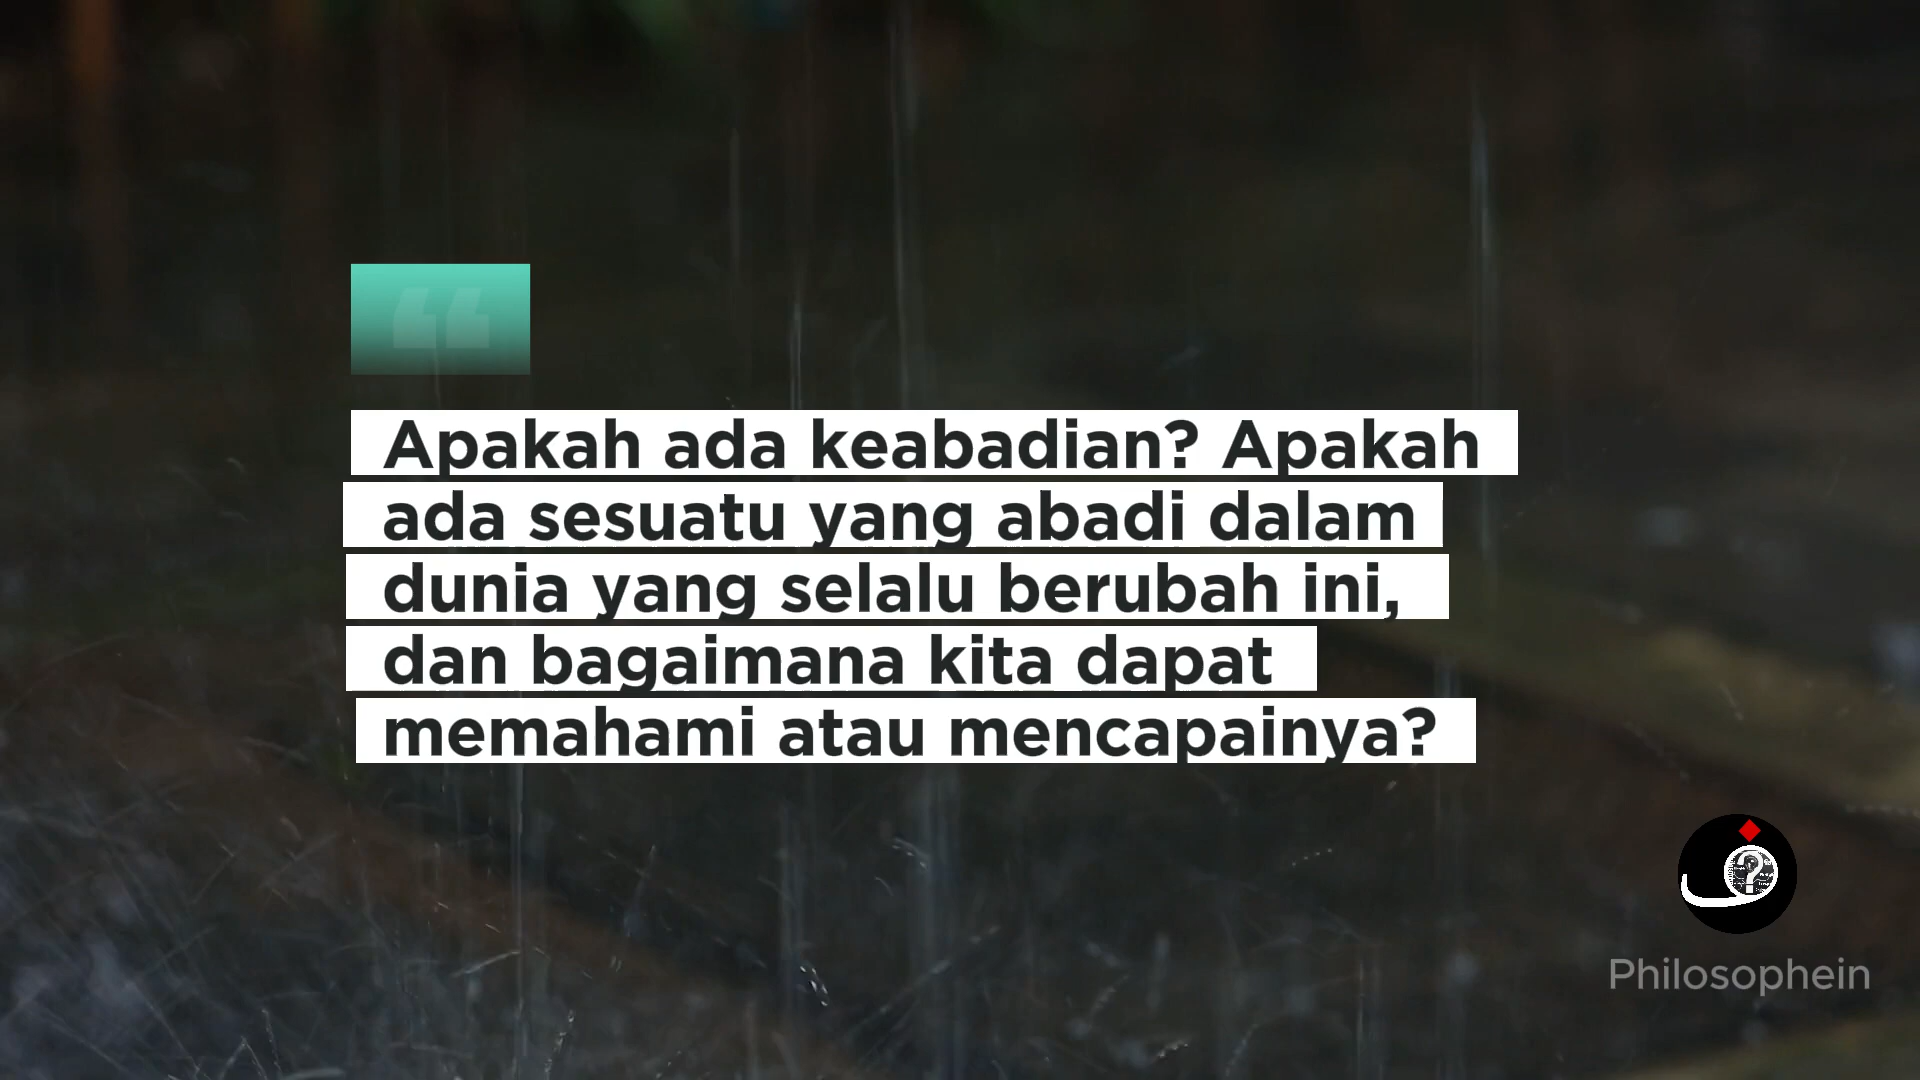 Apakah ada keabadian? Apakah
ada sesuatu yang abadi dalam
dunia yang selalu berubah ini,
dan bagaimana kita dapat
memahami atau mencapainya?
Philosophein